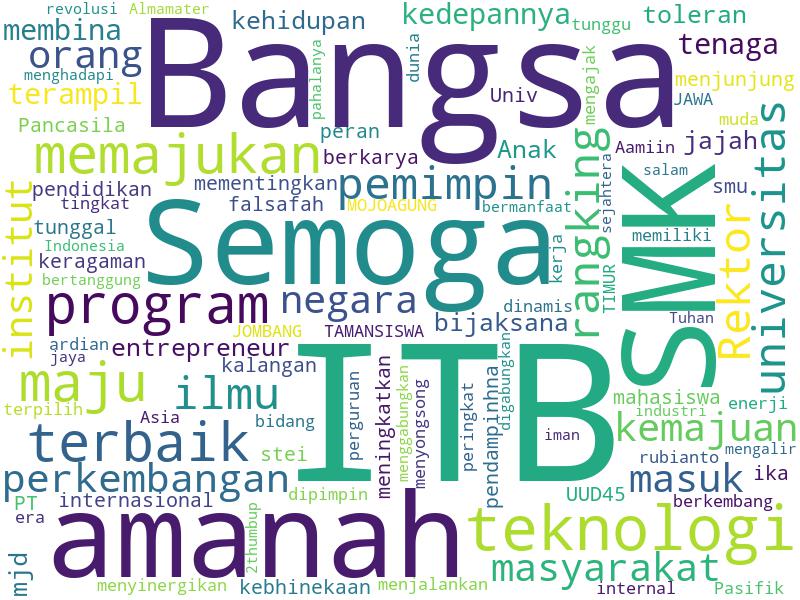 revolusi Almamater
membina kehidupan kedepannya toleran
Bangsa
tunggu
orang
pahalanya
dunia
mengajak
tenaga
menghadapi
terampil
Univ
menjunjung
JAWA
Pancasila
peran
muda
memajukan
berkarya
Anak
rangking
Aamiin
jajah
universitas
pendidikan
mementingkan
pemimpin
sejahtera
salam
smu
SMK
institut
tingkat
falsafah
MOJOAGUNG
bermanfaat
tunggal
Semoga
memiliki
Rektor
Indonesia
keragaman
kerja
bertanggung
TIMUR
program
negara
dinamis
Tuhan
JOMBANG
TAMANSISWA
bijaksana
ardian
entrepreneur
ITB
jaya
kalangan
perguruan
meningkatkan
menggabungkan
menyongsong
peringkat
pendampinhna
digabungkan
maju
ilmu
mahasiswa
enerji
terpilih
Asia
bidang
industri
terbaik
stei
iman
kemajuan
mengalir
rubianto
perkembangan
masuk
ika
PT
internasional
dipimpin
UUD45
berkembang
era
amanah
2thumbup
teknologi
mjd
masyarakat
menyinergikan
kebhinekaan
menjalankan
internal
Pasifik